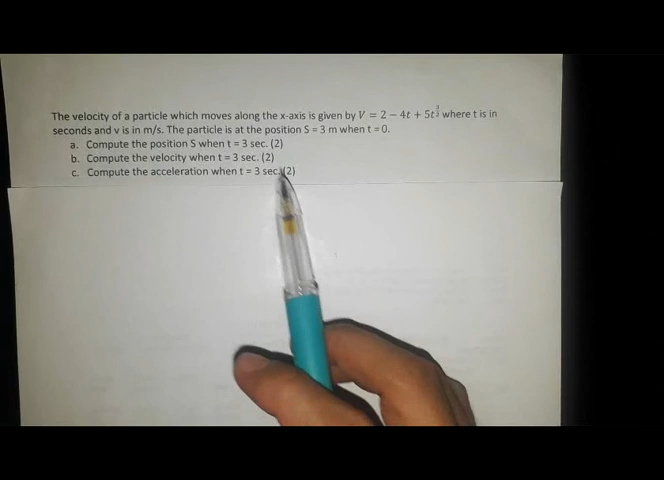 The velocity of a particle which moves along the x-axis is given by V = 2 − 4t + 5t^{3/2} where t is in
seconds and v is in m/s. The particle is at the position S = 3 m when t = 0.
a. Compute the position S when t = 3 sec. (2)
b. Compute the velocity when t = 3 sec. (2)
c. Compute the acceleration when t = 3 sec. (2)